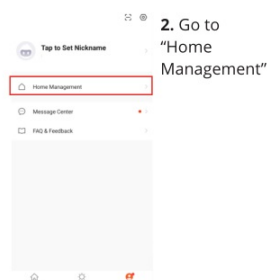 Tap to Set Nickname
Home Management
Message Center
FAQ & Feedback
2. Go to
“Home
Management”